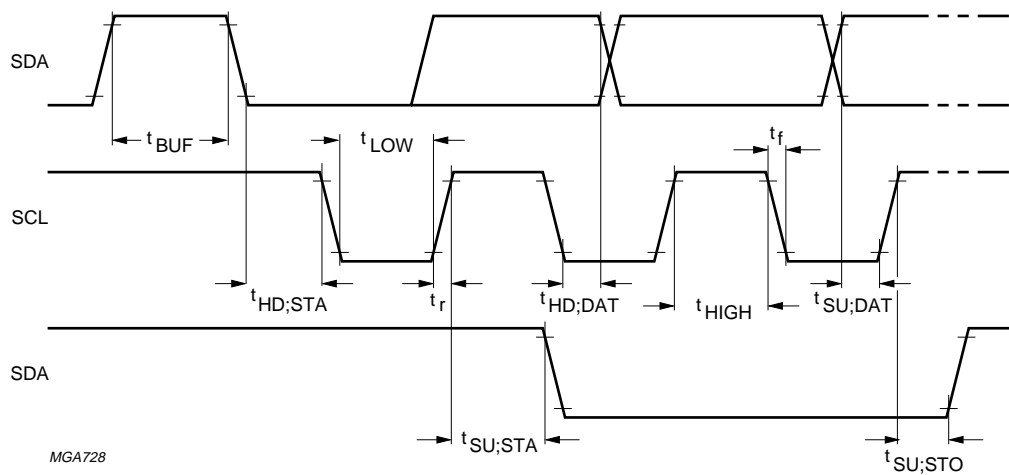 SDA
t BUF
t LOW
t f
SCL
t HD;STA
t r
t HD;DAT
t HIGH
t SU;DAT
SDA
t SU;STA
t SU;STO
MGA728